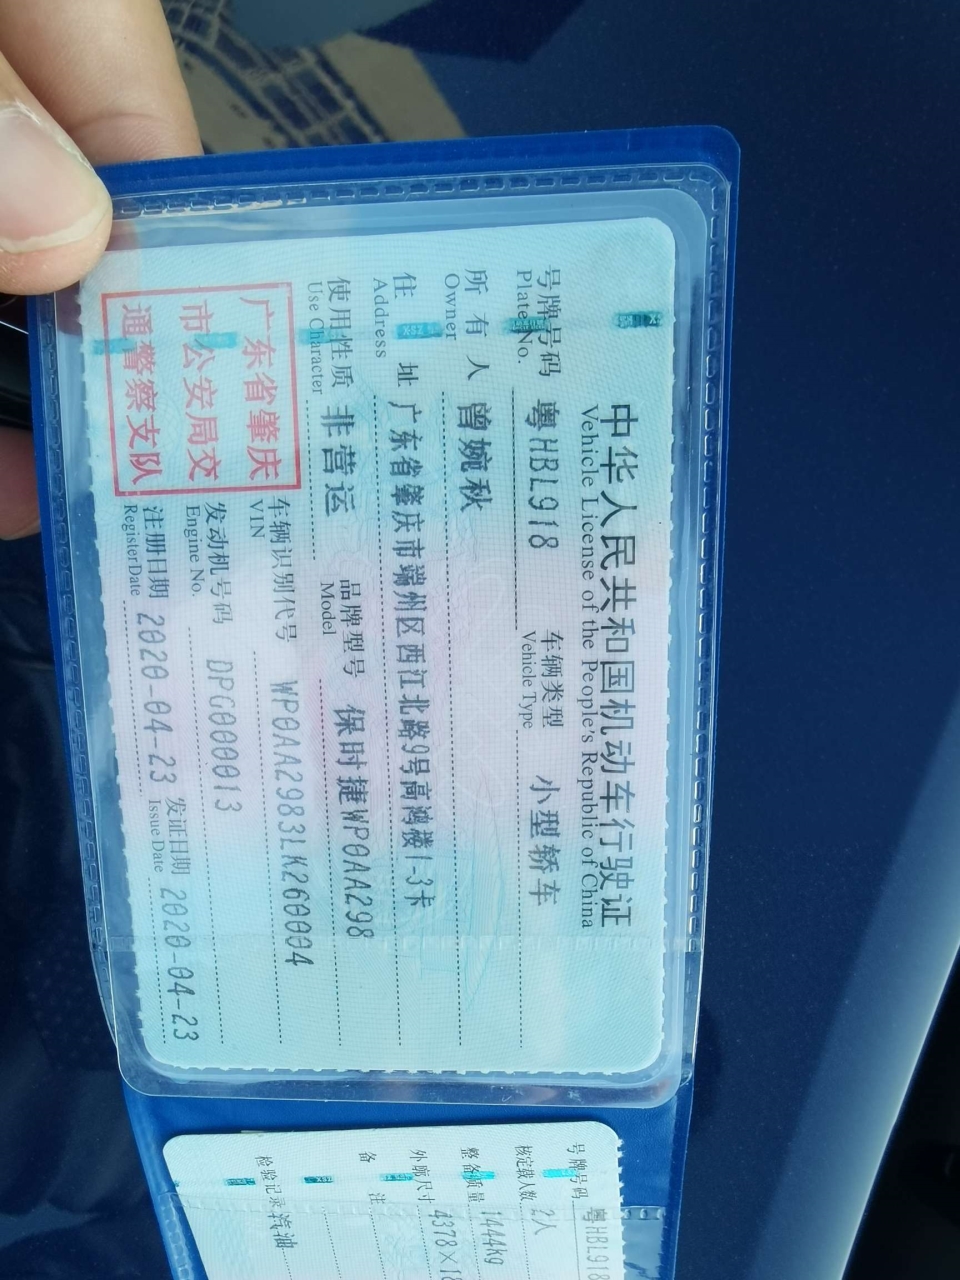 中华人民共和国机动车行驶证
Vehicle License of the People's Republic of China
号牌号码 粤HBL918 车辆类型 小型轿车
Plate No. Vehicle Type
所有人 曾婉秋
Owner
住址 广东省肇庆市端州区西江北路9号高鸿楼1-3卡
Address
使用性质 非营运 品牌型号 保时捷WP0AA298
Use Character Model
广东省肇庆
市公安局交
通警察支队
车辆识别代号 WP0AA2983LK260004
VIN
发动机号码 DPG000013
Engine No.
注册日期 2020-04-23 发证日期 2020-04-23
Register Date Issue Date
号牌号码 粤HBL918
核定载人数 2人
整备质量 1444kg
外廓尺寸 4378×18
备注
检验记录 汽油